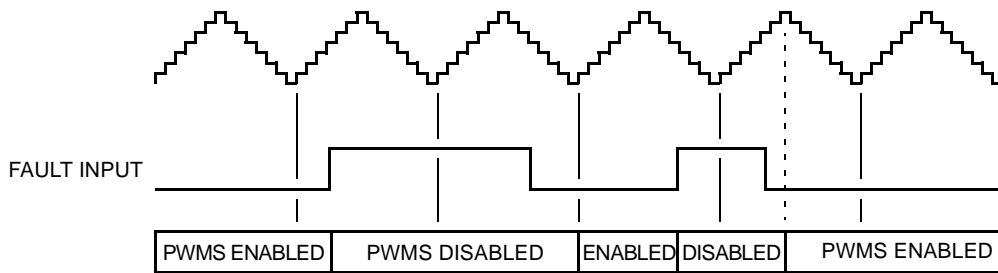 FAULT INPUT
PWMS ENABLED
PWMS DISABLED
ENABLED
DISABLED
PWMS ENABLED